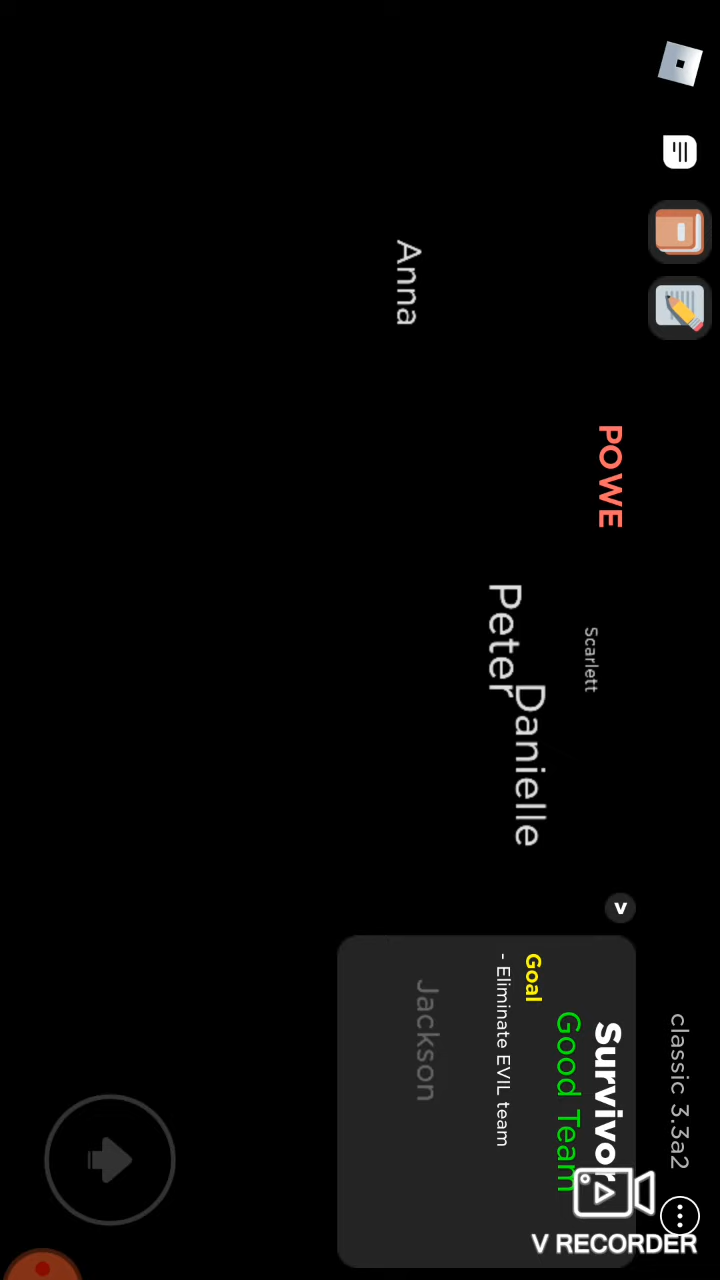 classic 3.3a2
POWE
Scarlett
Peter
Danielle
Anna
v
Survivor
Good Team
Goal
- Eliminate EVIL team
Jackson
V RECORDER